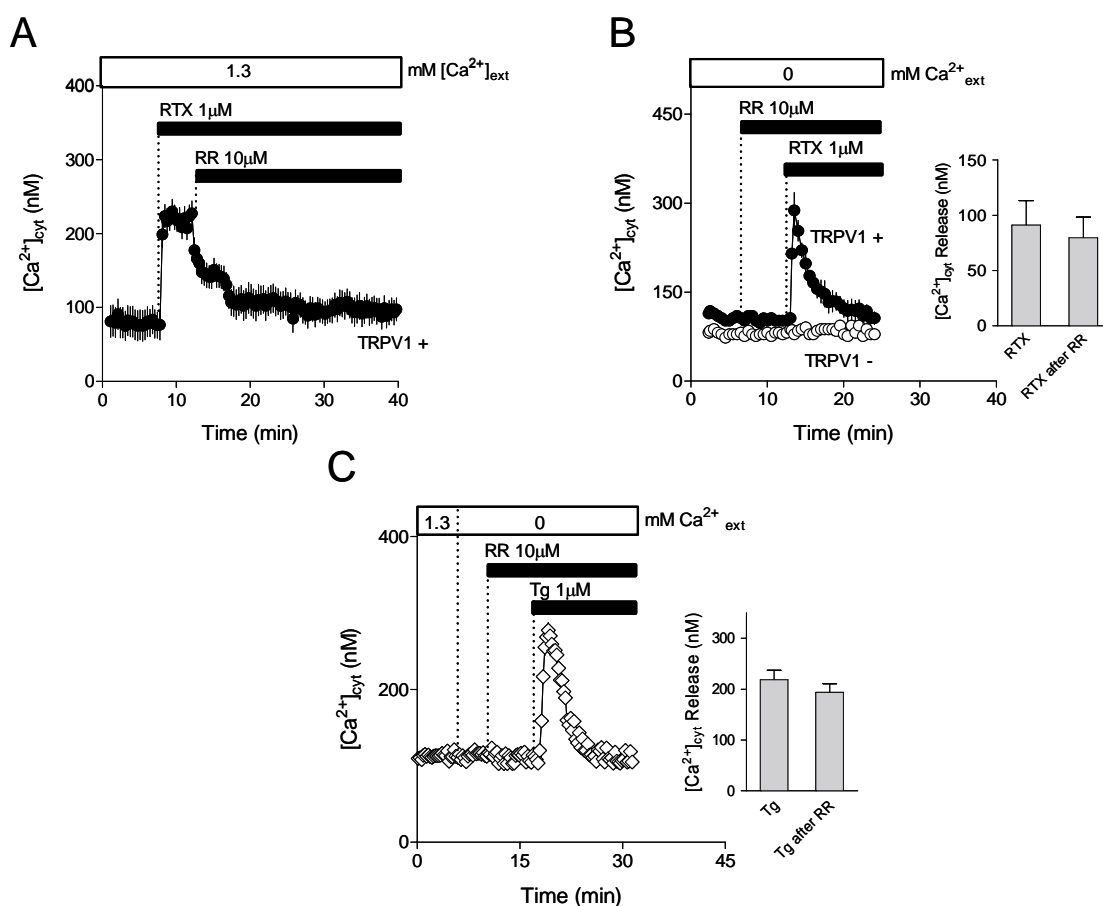 A
1.3
mM [Ca2+]ext
400
300
200
100
0
RTX 1μM
RR 10μM
TRPV1 +
[Ca2+]cyt (nM)
0
10
20
30
40
Time (min)
B
0
mM Ca2+ext
450
300
150
0
RR 10μM
RTX 1μM
TRPV1 +
TRPV1 -
[Ca2+]cyt (nM)
0
10
20
30
40
Time (min)
150
100
50
0
[Ca2+]cyt Release (nM)
RTX
RTX after RR
C
1.3
0
mM Ca2+ ext
400
200
0
RR 10μM
Tg 1μM
[Ca2+]cyt (nM)
0
15
30
45
Time (min)
300
200
100
0
[Ca2+]cyt Release (nM)
Tg
Tg after RR